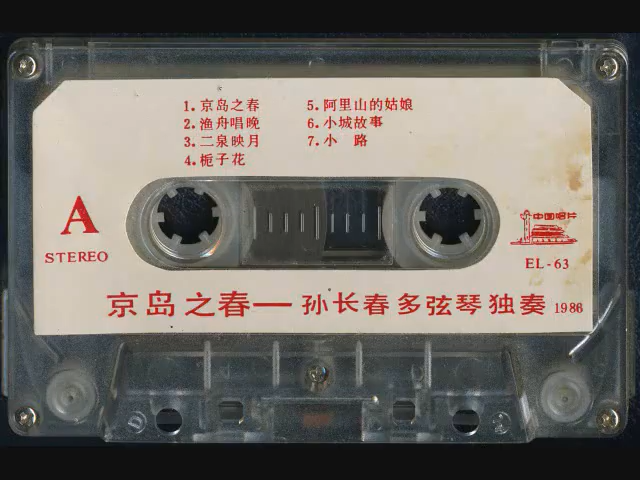 1.京岛之春
2.渔舟唱晚
3.二泉映月
4.栀子花
5.阿里山的姑娘
6.小城故事
7.小 路
A
STEREO
中国唱片
EL-63
京岛之春—孙长春多弦琴独奏 1986